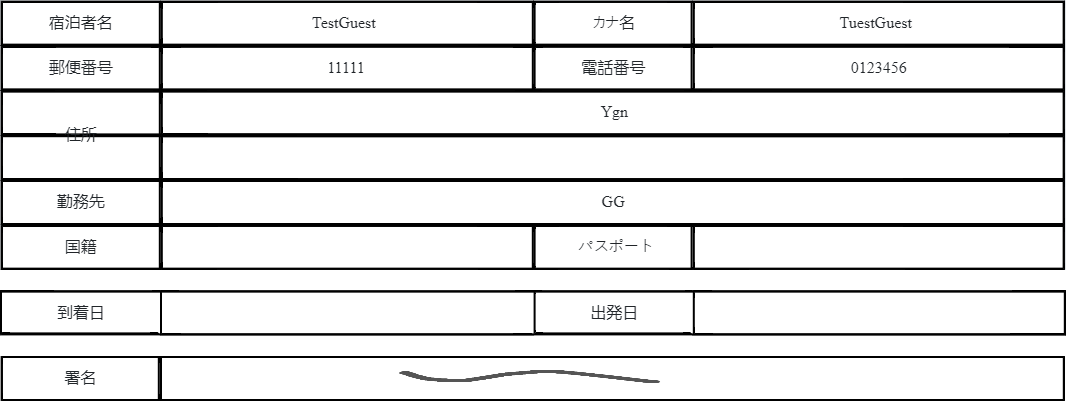 宿泊者名 TestGuest カナ名 TuestGuest
郵便番号 11111 電話番号 0123456
Ygn
住所
勤務先 GG
国籍 パスポート
到着日 出発日
署名